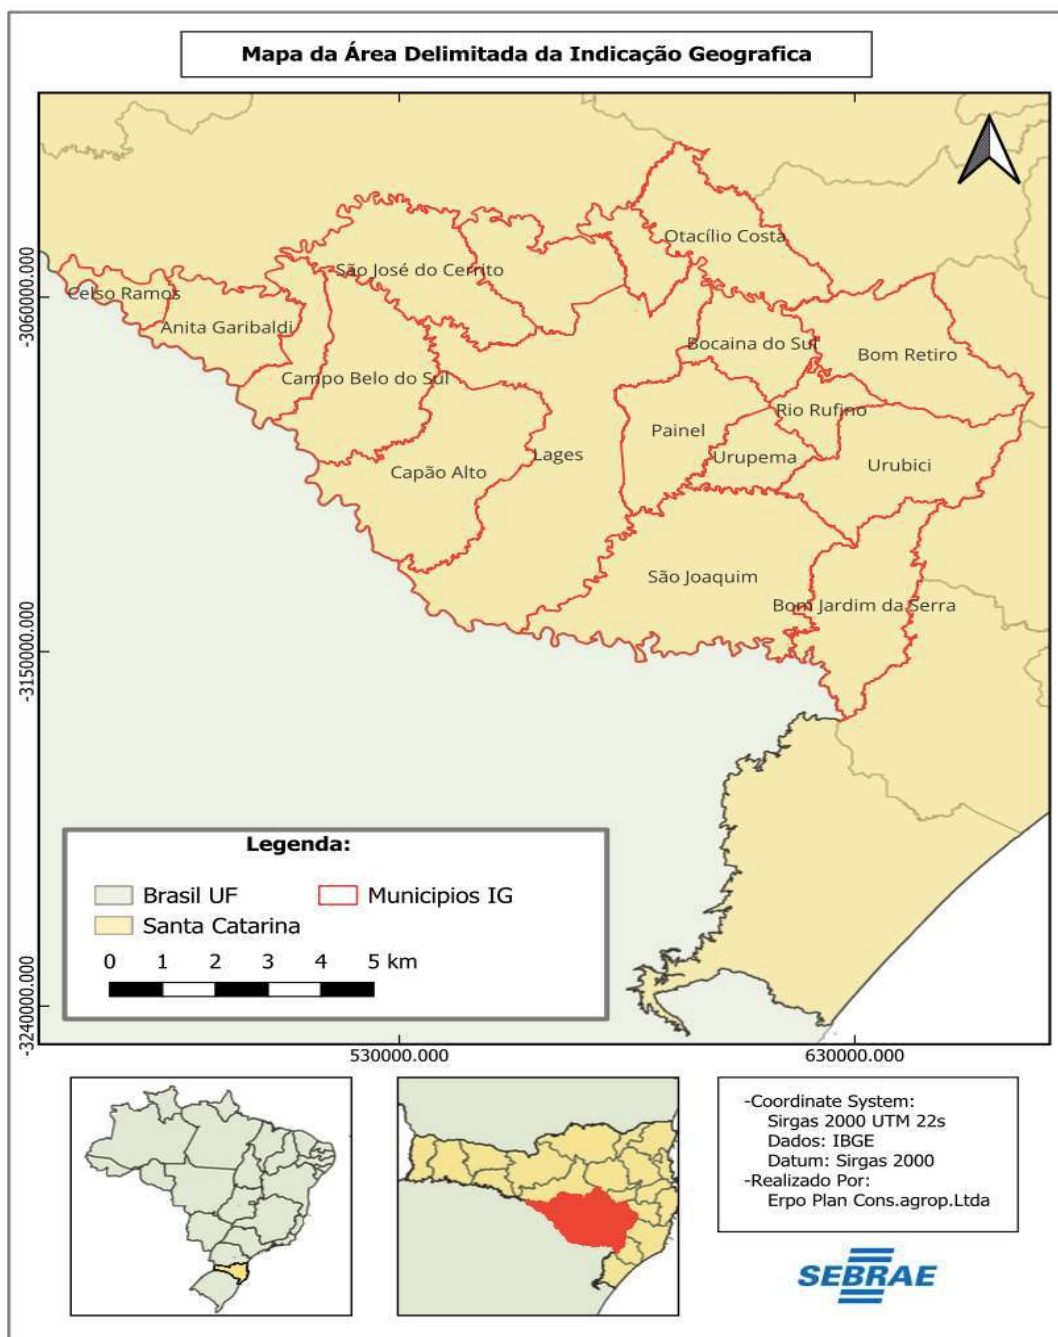 Mapa da Área Delimitada da Indicação Geografica
Otacílio Costa
São José do Cerrito
Celso Ramos
Anita Garibaldi
Bocaina do Sul
Bom Retiro
Campo Belo do Sul
Rio Rufino
Painel
Lages
Urupema
Urubici
Capão Alto
São Joaquim
Bom Jardim da Serra
-3060000.000
-3150000.000
-3240000.000
Legenda:
Brasil UF
Municipios IG
Santa Catarina
0 1 2 3 4 5 km
530000.000
630000.000
-Coordinate System:
Sirgas 2000 UTM 22s
Dados: IBGE
Datum: Sirgas 2000
-Realizado Por:
Erpo Plan Cons.agrop.Ltda
SEBRAE